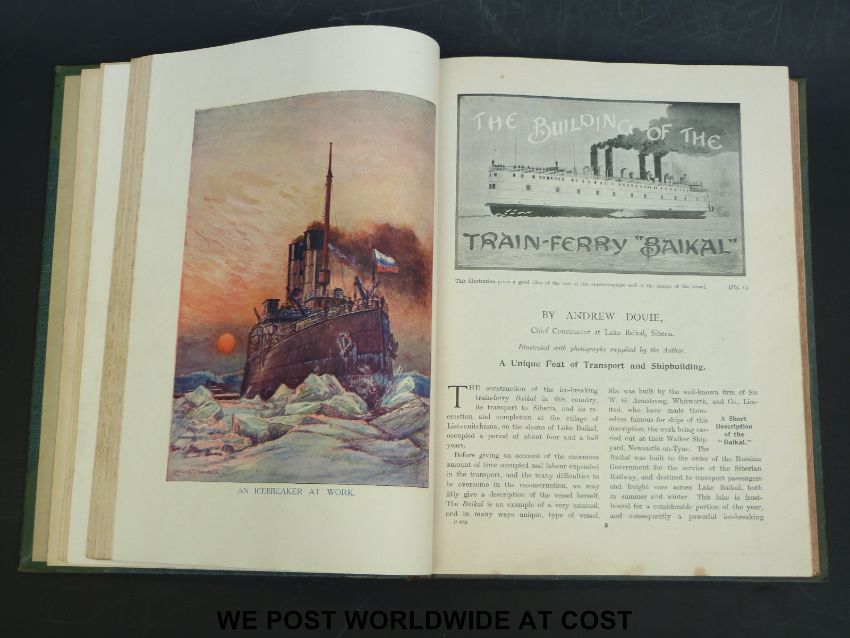 AN ICEBREAKER AT WORK.
THE BUILDING OF THE
TRAIN-FERRY "BAIKAL"
This illustration gives a good idea of the size of the superstructure and of the design of the vessel. (Fig. 1.)
BY ANDREW DOUIE,
Chief Constructor at Lake Baikal, Siberia.
Illustrated with photographs supplied by the Author.
A Unique Feat of Transport and Shipbuilding.
THE construction of the ice-breaking
train-ferry Baikal in this country,
its transport to Siberia, and its re-
erection and completion at the village of
Listvenitchnaia, on the shores of Lake Baikal,
occupied a period of about four and a half
years.
Before giving an account of the enormous
amount of time occupied and labour expended
in the transport, and the many difficulties to
be overcome in the reconstruction, we may
fitly give a description of the vessel herself.
The Baikal is an example of a very unusual,
and in many ways unique, type of vessel.
She was built by the well-known firm of Sir
W. G. Armstrong, Whitworth, and Co., Lim-
ited, who have made them-
selves famous for ships of this
description, the work being car-
ried out at their Walker Ship-
yard, Newcastle-on-Tyne. The
A Short
Description
of the
"Baikal."
Baikal was built to the order of the Russian
Government for the service of the Siberian
Railway, and destined to transport passengers
and freight cars across Lake Baikal, both
in summer and winter. This lake is frost-
bound for a considerable portion of the year,
and consequently a powerful ice-breaking
5
WE POST WORLDWIDE AT COST